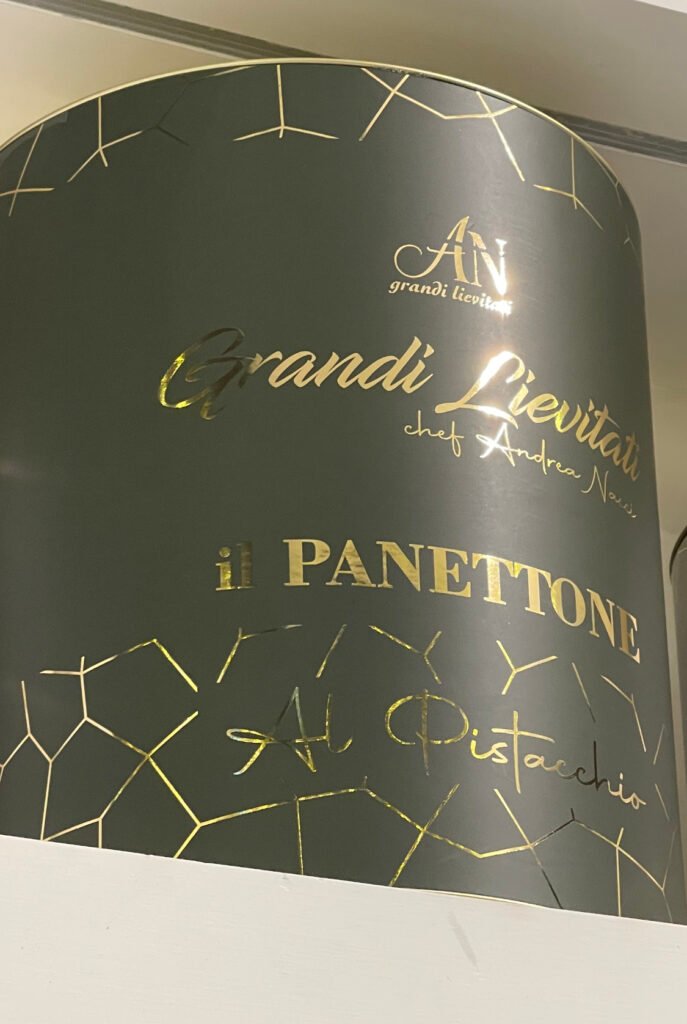 AN
grandi lievitati
Grandi Lievitati
chef Andrea
il PANETTONE
Al Pistacchio